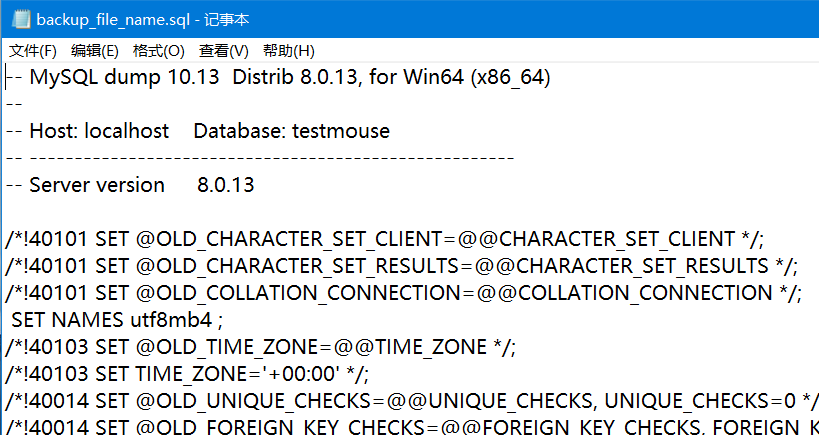 backup_file_name.sql - 记事本
文件(F) 编辑(E) 格式(O) 查看(V) 帮助(H)
-- MySQL dump 10.13  Distrib 8.0.13, for Win64 (x86_64)
--
-- Host: localhost    Database: testmouse
-- ------------------------------------------------------
-- Server version      8.0.13

/*!40101 SET @OLD_CHARACTER_SET_CLIENT=@@CHARACTER_SET_CLIENT */;
/*!40101 SET @OLD_CHARACTER_SET_RESULTS=@@CHARACTER_SET_RESULTS */;
/*!40101 SET @OLD_COLLATION_CONNECTION=@@COLLATION_CONNECTION */;
 SET NAMES utf8mb4 ;
/*!40103 SET @OLD_TIME_ZONE=@@TIME_ZONE */;
/*!40103 SET TIME_ZONE='+00:00' */;
/*!40014 SET @OLD_UNIQUE_CHECKS=@@UNIQUE_CHECKS, UNIQUE_CHECKS=0 */
/*!40014 SET @OLD_FOREIGN_KEY_CHECKS=@@FOREIGN_KEY_CHECKS, FOREIGN_K